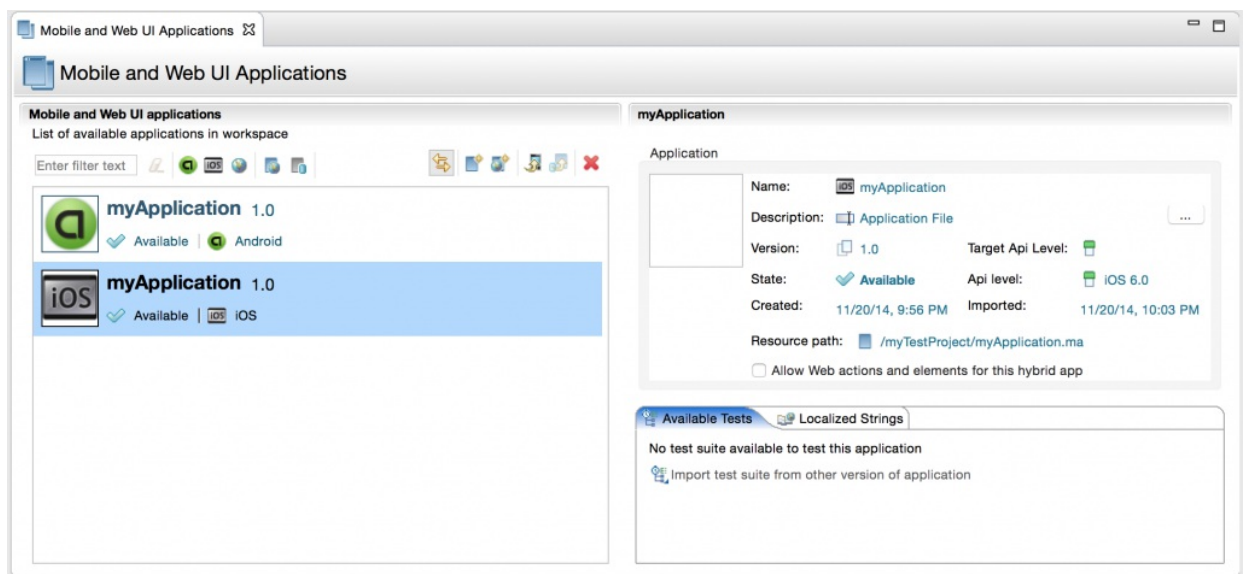 Mobile and Web UI Applications
Mobile and Web UI Applications
Mobile and Web UI applications
List of available applications in workspace
Enter filter text
iOS
myApplication 1.0
Available | Android
iOS
myApplication 1.0
Available | iOS iOS
myApplication
Application
Name: iOS myApplication
Description: Application File ...
Version: 1.0 Target Api Level:
State: Available Api level: iOS 6.0
Created: 11/20/14, 9:56 PM Imported: 11/20/14, 10:03 PM
Resource path: /myTestProject/myApplication.ma
Allow Web actions and elements for this hybrid app
Available Tests Localized Strings
No test suite available to test this application
Import test suite from other version of application